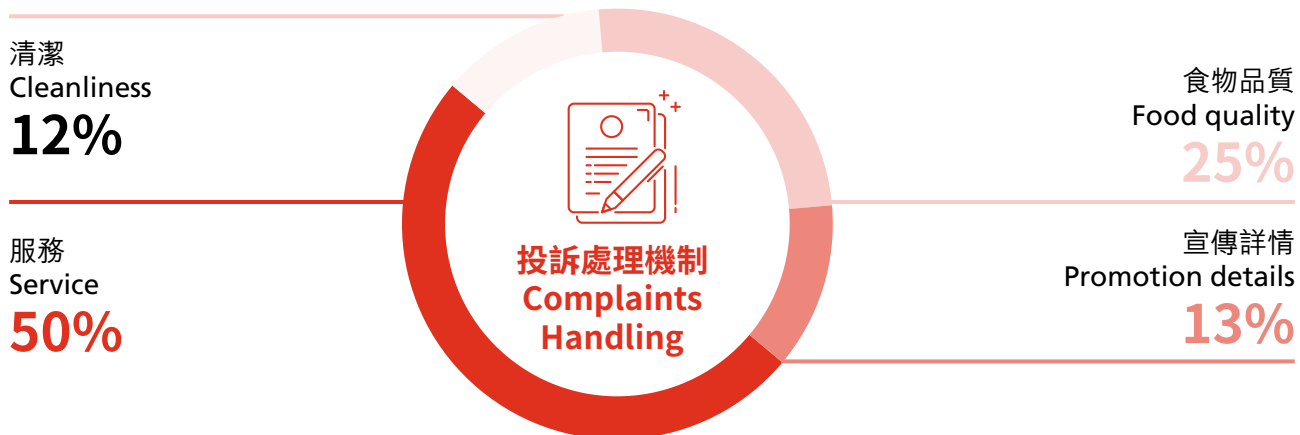 清潔
Cleanliness
12%
服務
Service
50%
投訴處理機制
Complaints
Handling
食物品質
Food quality
25%
宣傳詳情
Promotion details
13%